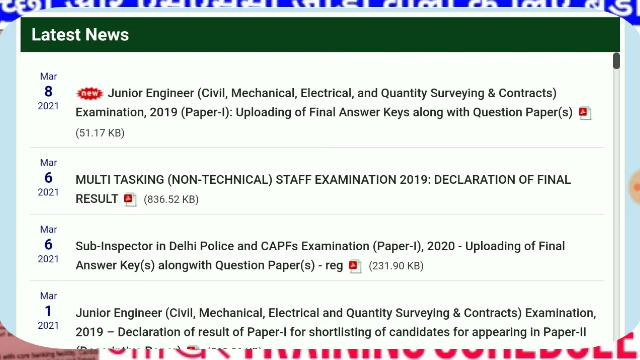 Latest News
Mar
8
2021
new Junior Engineer (Civil, Mechanical, Electrical, and Quantity Surveying & Contracts)
Examination, 2019 (Paper-I): Uploading of Final Answer Keys along with Question Paper(s)
(51.17 KB)
Mar
6
2021
MULTI TASKING (NON-TECHNICAL) STAFF EXAMINATION 2019: DECLARATION OF FINAL
RESULT (836.52 KB)
Mar
6
2021
Sub-Inspector in Delhi Police and CAPFs Examination (Paper-I), 2020 - Uploading of Final
Answer Key(s) alongwith Question Paper(s) - reg (231.90 KB)
Mar
1
2021
Junior Engineer (Civil, Mechanical, Electrical and Quantity Surveying & Contracts) Examination,
2019 – Declaration of result of Paper-I for shortlisting of candidates for appearing in Paper-II
TRAINING SCHEDULE